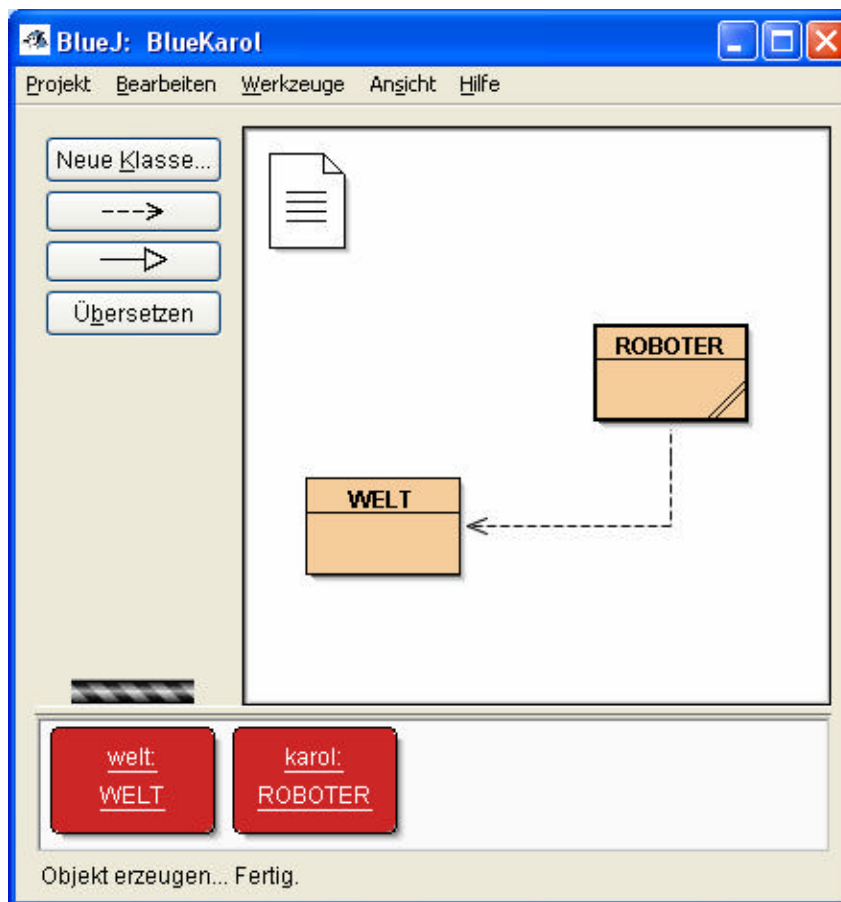 BlueJ: BlueKarol
Projekt Bearbeiten Werkzeuge Ansicht Hilfe
Neue Klasse...
Übersetzen
ROBOTER
WELT
welt:
WELT
karol:
ROBOTER
Objekt erzeugen... Fertig.